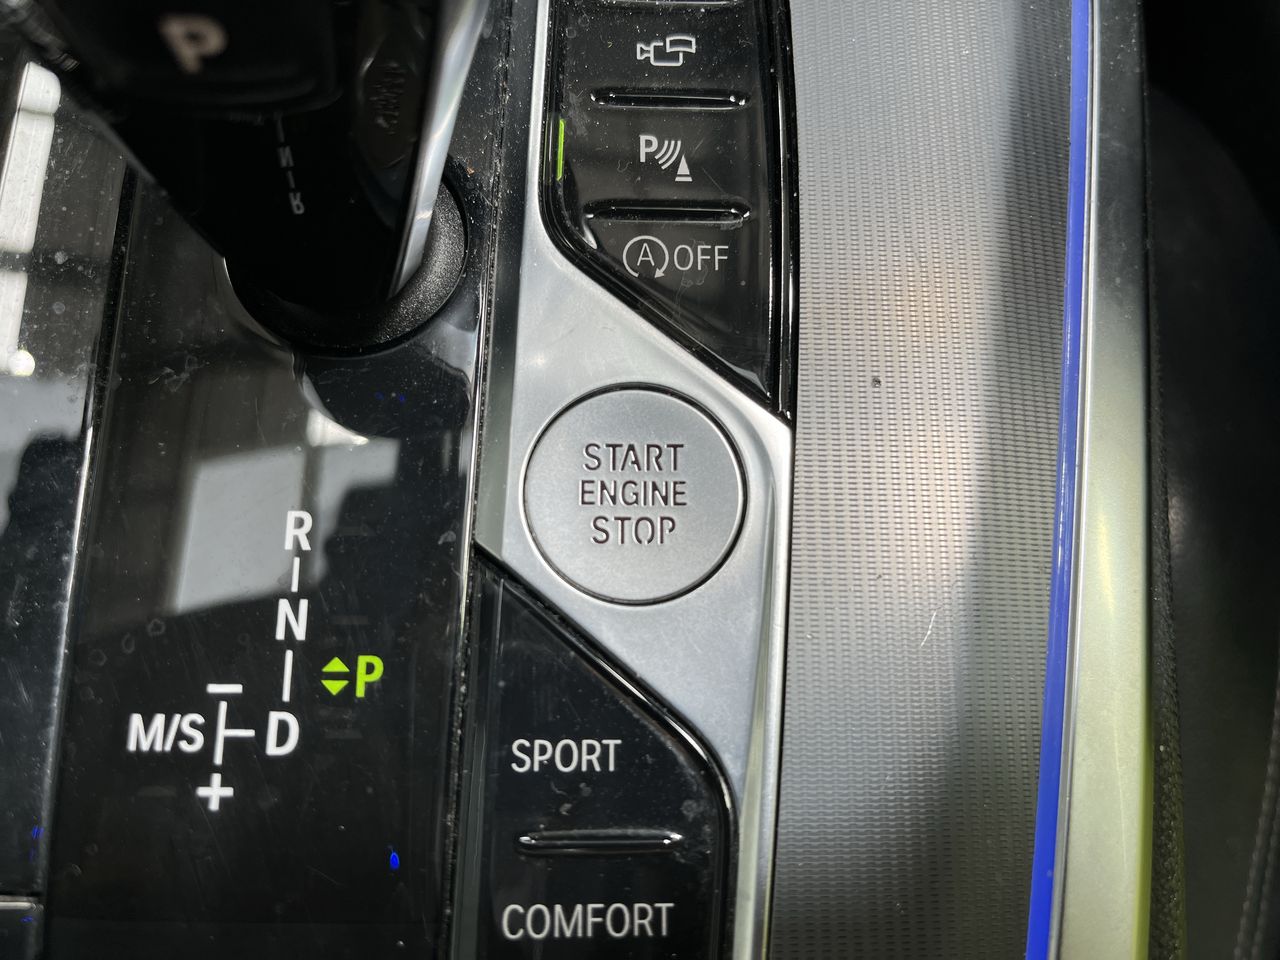 P
P
A OFF
START
ENGINE
STOP
R
N
P
M/S D
+
SPORT
COMFORT